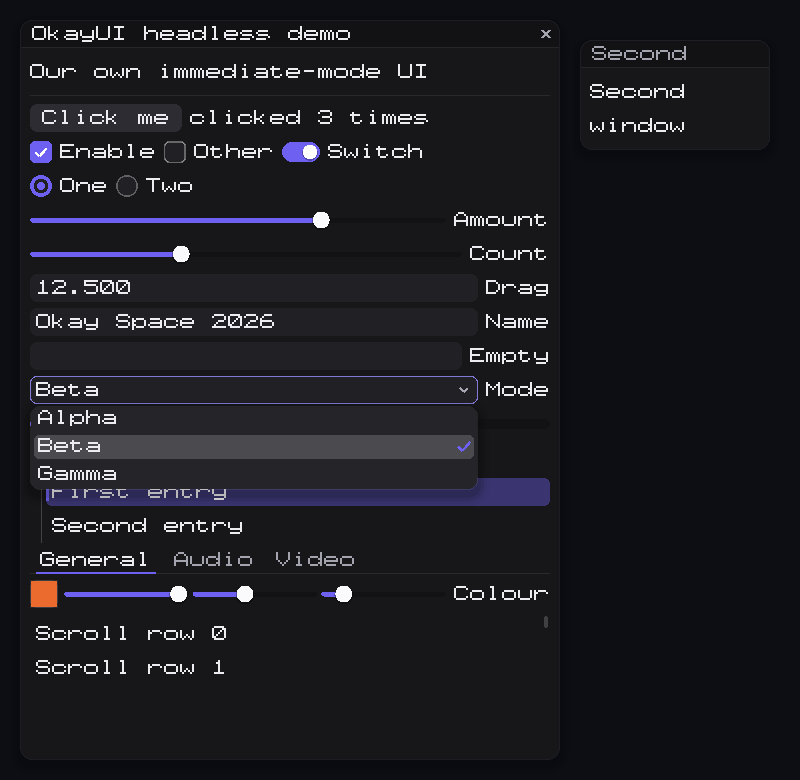 OkayUI headless demo
Our own immediate-mode UI
Click me clicked 3 times
Enable Other Switch
One Two
Amount
Count
12.500 Drag
Okay Space 2026 Name
Empty
Beta Mode
Alpha
Beta
Gamma
First entry
Second entry
General Audio Video
Colour
Scroll row 0
Scroll row 1
Second
Second
window